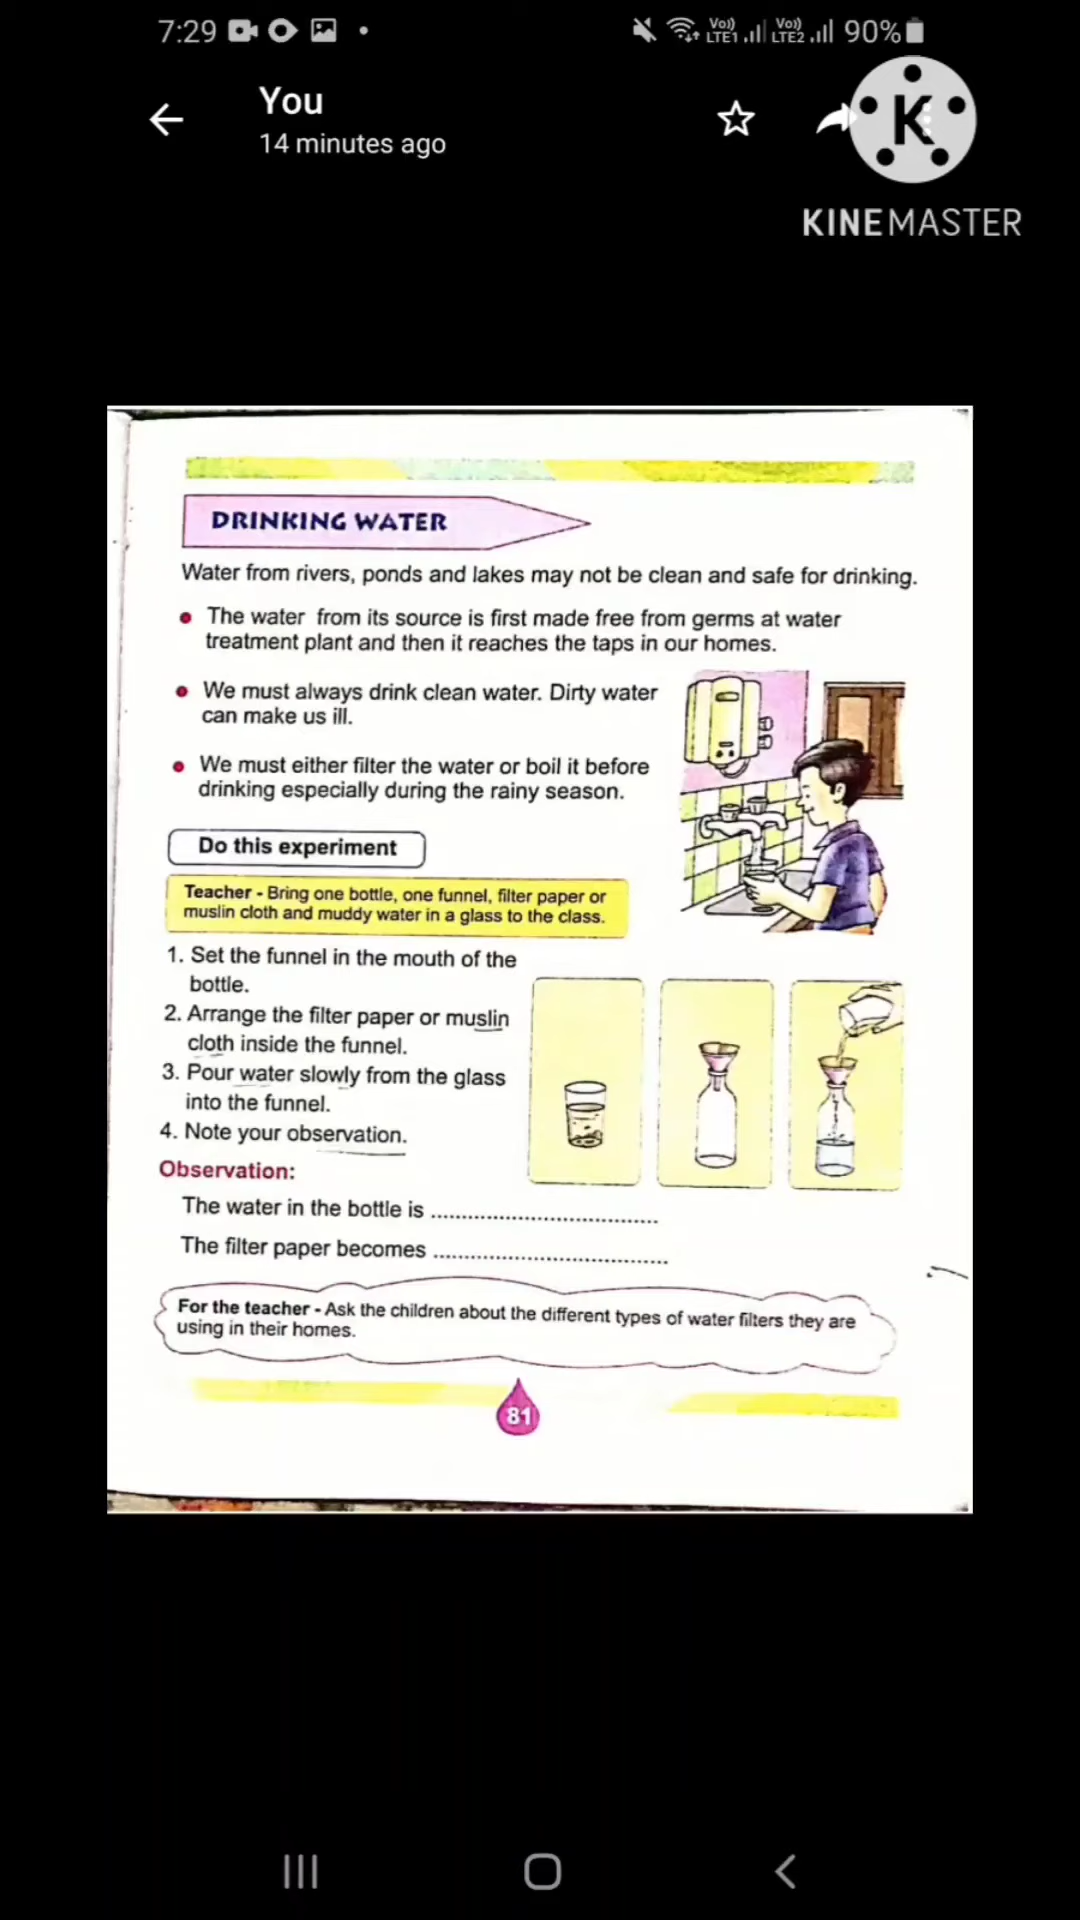 7:29
Vo)) LTE1 Vo)) LTE2 90%
You
14 minutes ago
K
KINEMASTER
DRINKING WATER
Water from rivers, ponds and lakes may not be clean and safe for drinking.
The water from its source is first made free from germs at water
treatment plant and then it reaches the taps in our homes.
We must always drink clean water. Dirty water
can make us ill.
We must either filter the water or boil it before
drinking especially during the rainy season.
Do this experiment
Teacher - Bring one bottle, one funnel, filter paper or
muslin cloth and muddy water in a glass to the class.
1. Set the funnel in the mouth of the
bottle.
2. Arrange the filter paper or muslin
cloth inside the funnel.
3. Pour water slowly from the glass
into the funnel.
4. Note your observation.
Observation:
The water in the bottle is ....................................
The filter paper becomes ....................................
For the teacher - Ask the children about the different types of water filters they are
using in their homes.
81